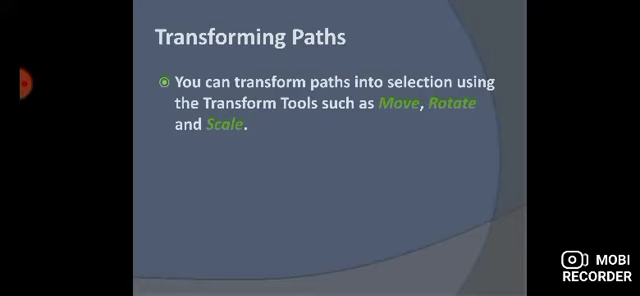 Transforming Paths
You can transform paths into selection using
the Transform Tools such as Move, Rotate
and Scale.
MOBI
RECORDER